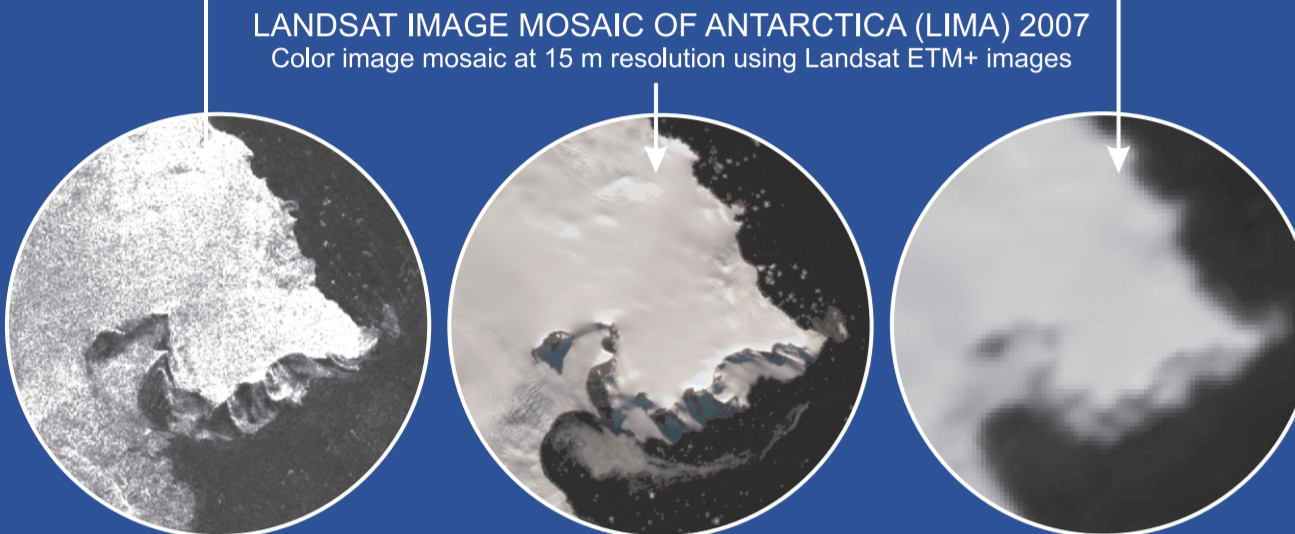 LANDSAT IMAGE MOSAIC OF ANTARCTICA (LIMA) 2007
Color image mosaic at 15 m resolution using Landsat ETM+ images